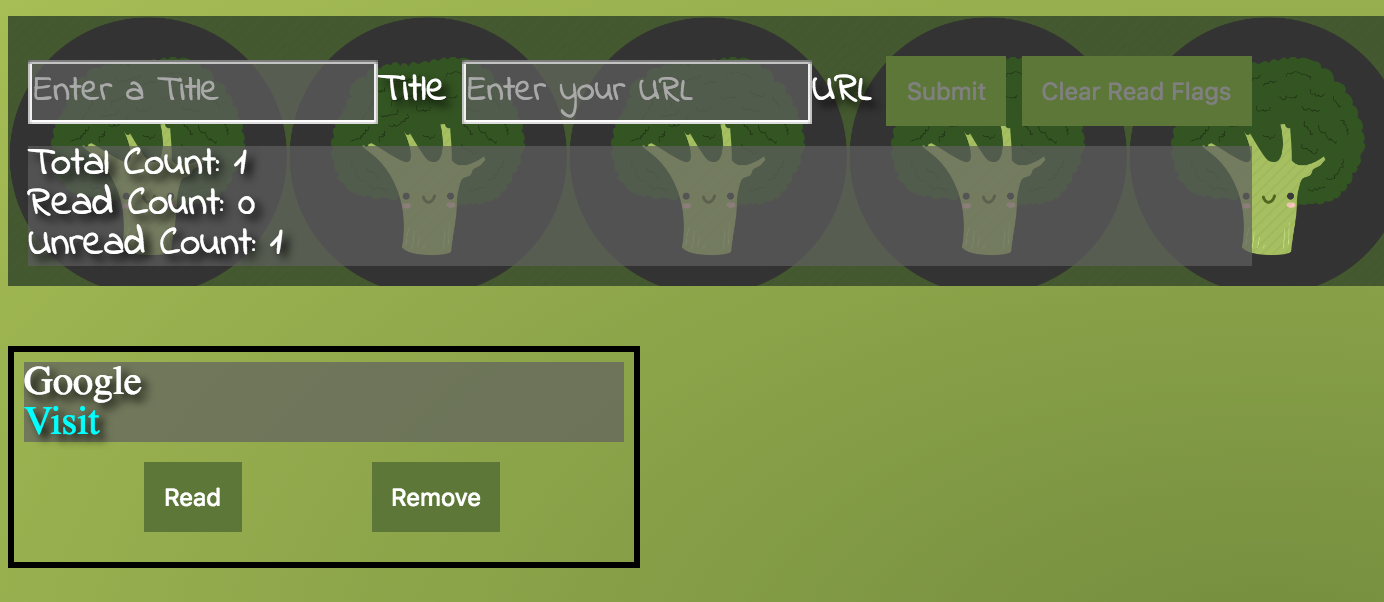 Enter a Title Title Enter your URL URL Submit Clear Read Flags
Total Count: 1
Read Count: 0
Unread Count: 1
Google
Visit
Read Remove